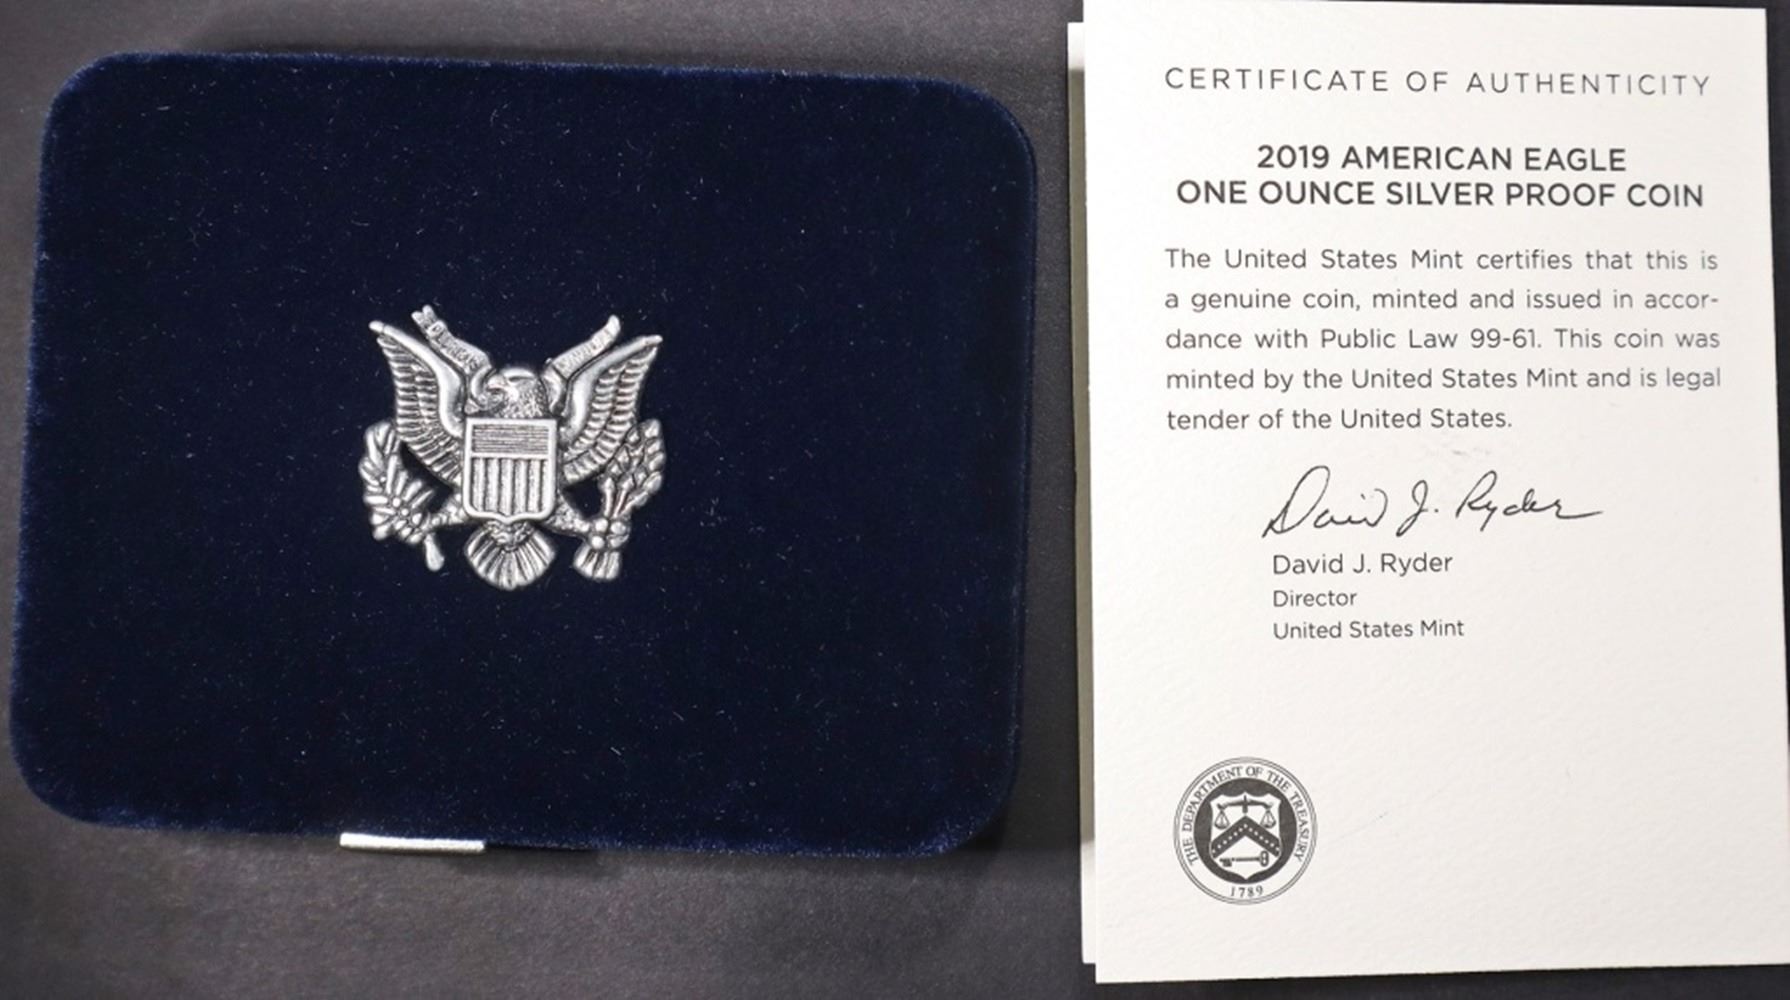 CERTIFICATE OF AUTHENTICITY
2019 AMERICAN EAGLE
ONE OUNCE SILVER PROOF COIN
The United States Mint certifies that this is
a genuine coin, minted and issued in accor-
dance with Public Law 99-61. This coin was
minted by the United States Mint and is legal
tender of the United States.
David J. Ryder
David J. Ryder
Director
United States Mint
THE DEPARTMENT OF THE TREASURY
1789